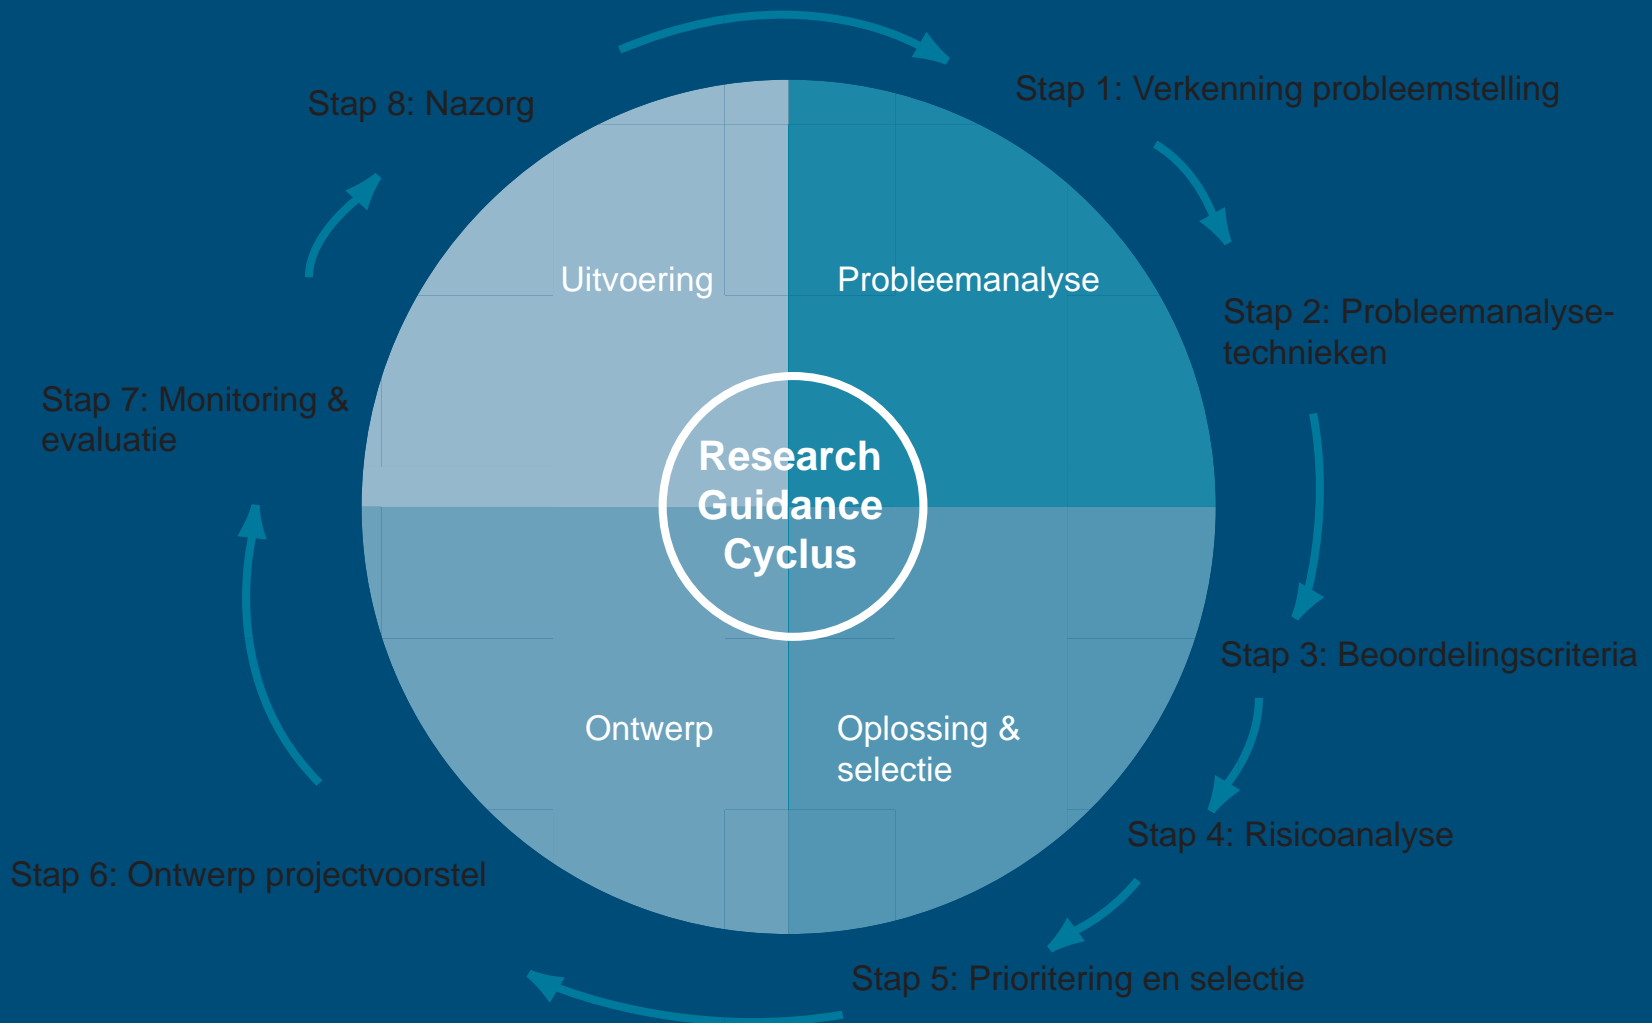 Stap 8: Nazorg
Stap 1: Verkenning probleemstelling
Uitvoering
Probleemanalyse
Stap 2: Probleemanalyse-
technieken
Stap 7: Monitoring &
evaluatie
Research
Guidance
Cyclus
Stap 3: Beoordelingscriteria
Ontwerp
Oplossing &
selectie
Stap 4: Risicoanalyse
Stap 6: Ontwerp projectvoorstel
Stap 5: Prioritering en selectie